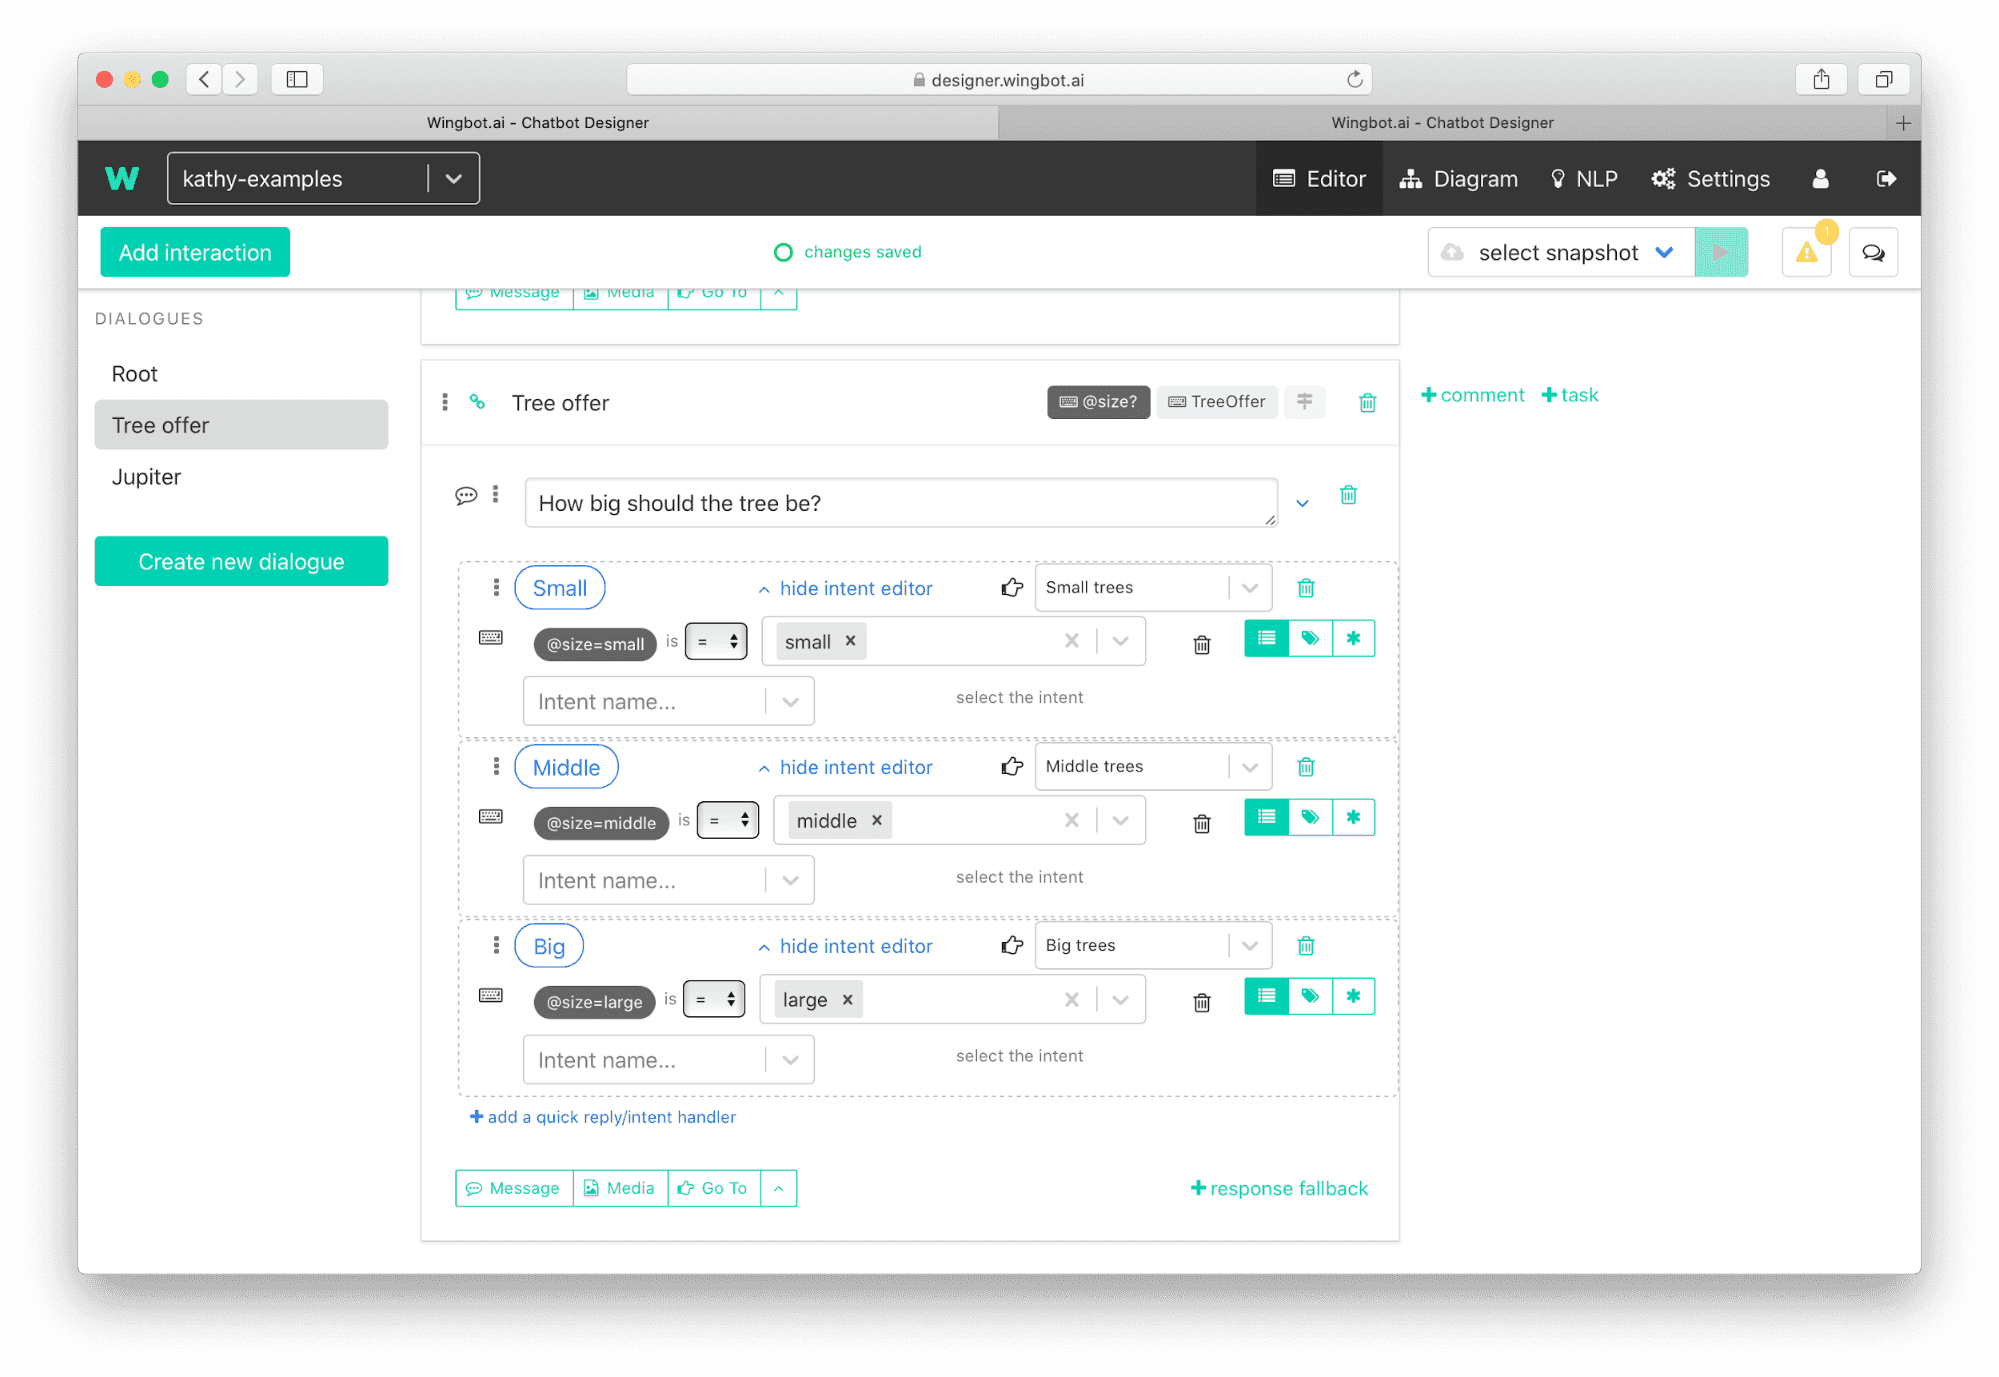 designer.wingbot.ai
Wingbot.ai - Chatbot Designer
Wingbot.ai - Chatbot Designer
W
kathy-examples
Editor
Diagram
NLP
Settings
Add interaction
changes saved
select snapshot
1
Message
Media
Go To
DIALOGUES
Root
Tree offer
Jupiter
Create new dialogue
Tree offer
@size?
TreeOffer
comment
task
How big should the tree be?
Small
hide intent editor
Small trees
@size=small
is
=
small
Intent name...
select the intent
Middle
hide intent editor
Middle trees
@size=middle
is
=
middle
Intent name...
select the intent
Big
hide intent editor
Big trees
@size=large
is
=
large
Intent name...
select the intent
add a quick reply/intent handler
Message
Media
Go To
response fallback